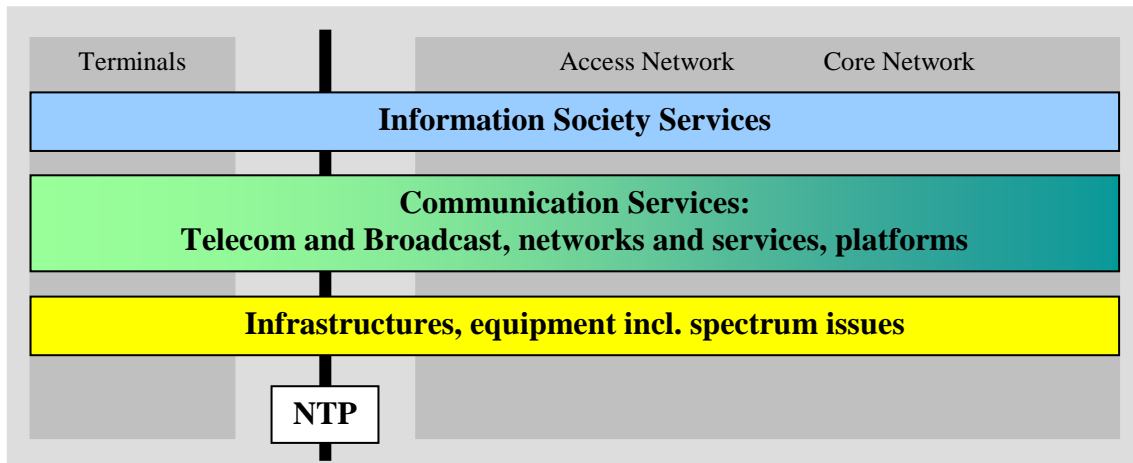 Terminals
Access Network
Core Network
Information Society Services
Communication Services:
Telecom and Broadcast, networks and services, platforms
Infrastructures, equipment incl. spectrum issues
NTP